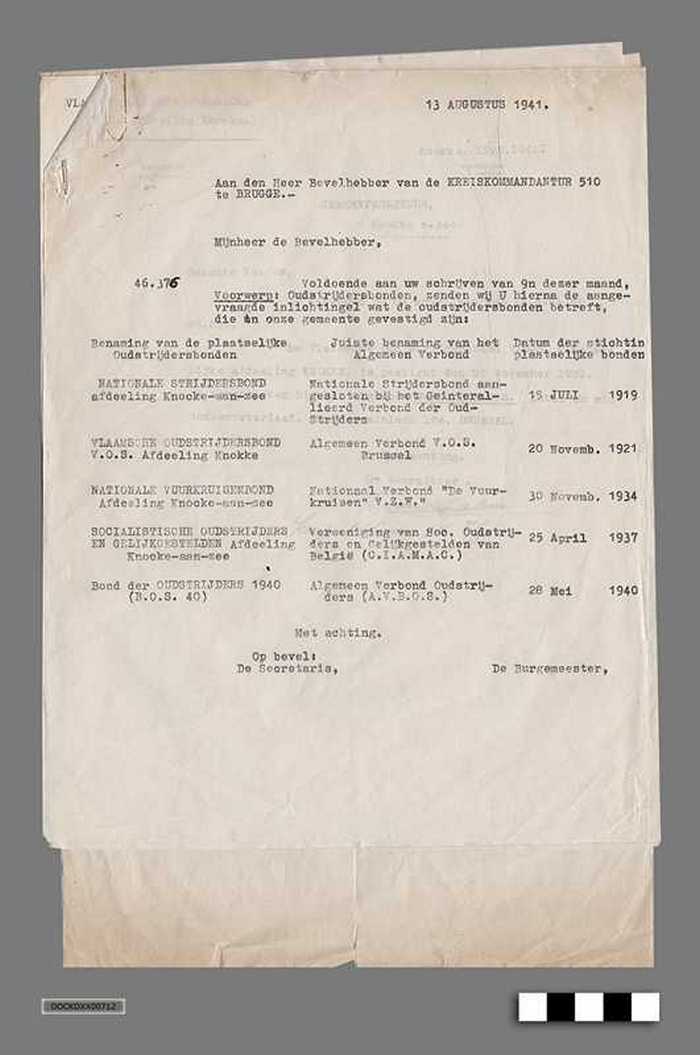 VLA
13 AUGUSTUS 1941.
Aan den Heer Bevelhebber van de KREISKOMMANDANTUR 510
te BRUGGE.-
Mijnheer de Bevelhebber,
46.376 Voldoende aan uw schrijven van 9n dezer maand,
Voorwerp: Oudstrijdersbonden, zenden wij U hierna de aange-
vraagde inlichtingel wat de oudstrijdersbonden betreft,
die in onze gemeente gevestigd zijn:
Benaming van de plaatselijke Juiste benaming van het Datum der stichtin
Oudstrijdersbonden Algemeen Verbond plaatselijke bonden
NATIONALE STRIJDERSBOND Nationale Strijdersbond aan-
afdeeling Knocke-aan-zee gesloten bij het Geinteral- 15 JULI 1919
lieerd Verbond der Oud-
Strijders
VLAAMSCHE OUDSTRIJDERSBOND Algemeen Verbond V.O.S.
V.O.S. Afdeeling Knokke Brussel 20 Novemb. 1921
NATIONALE VUURKRUISENBOND Nationaal Verbond "De Vuur-
Afdeeling Knocke-aan-zee kruisen" V.Z.W." 30 Novemb. 1934
SOCIALISTISCHE OUDSTRIJDERS Vereeniging van Soc. Oudstrij-
EN GELIJKGESTELDEN Afdeeling ders en Gelijkgestelden van 25 April 1937
Knocke-aan-zee België (C.I.A.M.A.C.)
Bond der OUDSTRIJDERS 1940 Algemeen Verbond Oudstrij-
(B.O.S. 40) ders (A.V.B.O.S.) 28 Mei 1940
Met achting.
Op bevel:
De Secretaris, De Burgemeester,
DOCKDXX00712